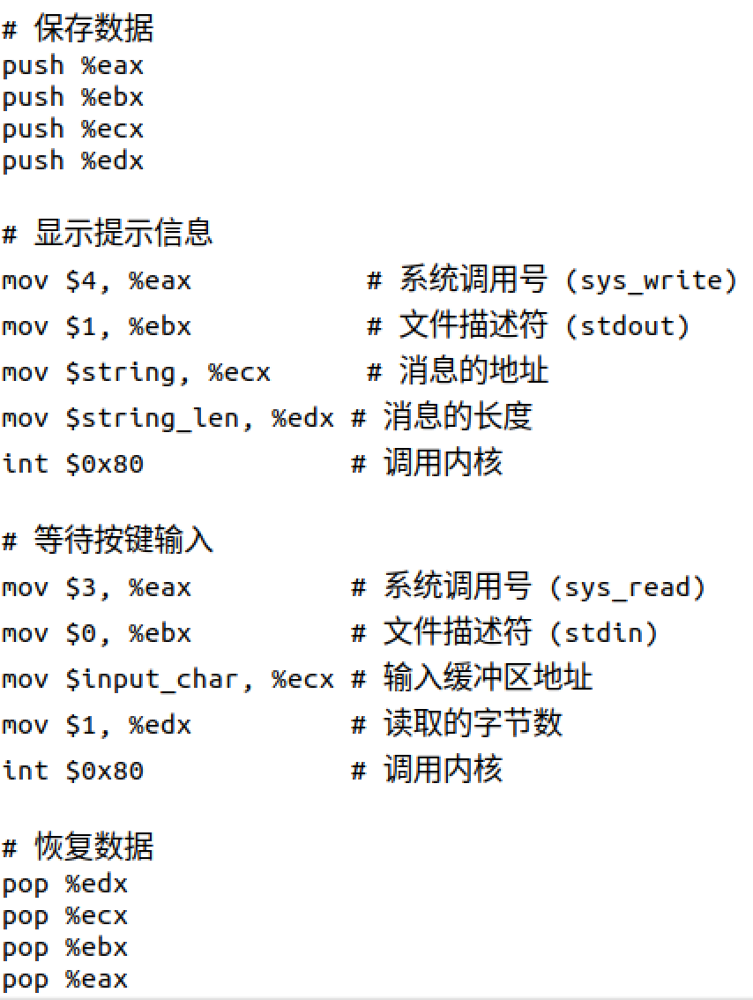 # 保存数据
push %eax
push %ebx
push %ecx
push %edx
# 显示提示信息
mov $4, %eax # 系统调用号 (sys_write)
mov $1, %ebx # 文件描述符 (stdout)
mov $string, %ecx # 消息的地址
mov $string_len, %edx # 消息的长度
int $0x80 # 调用内核
# 等待按键输入
mov $3, %eax # 系统调用号 (sys_read)
mov $0, %ebx # 文件描述符 (stdin)
mov $input_char, %ecx # 输入缓冲区地址
mov $1, %edx # 读取的字节数
int $0x80 # 调用内核
# 恢复数据
pop %edx
pop %ecx
pop %ebx
pop %eax